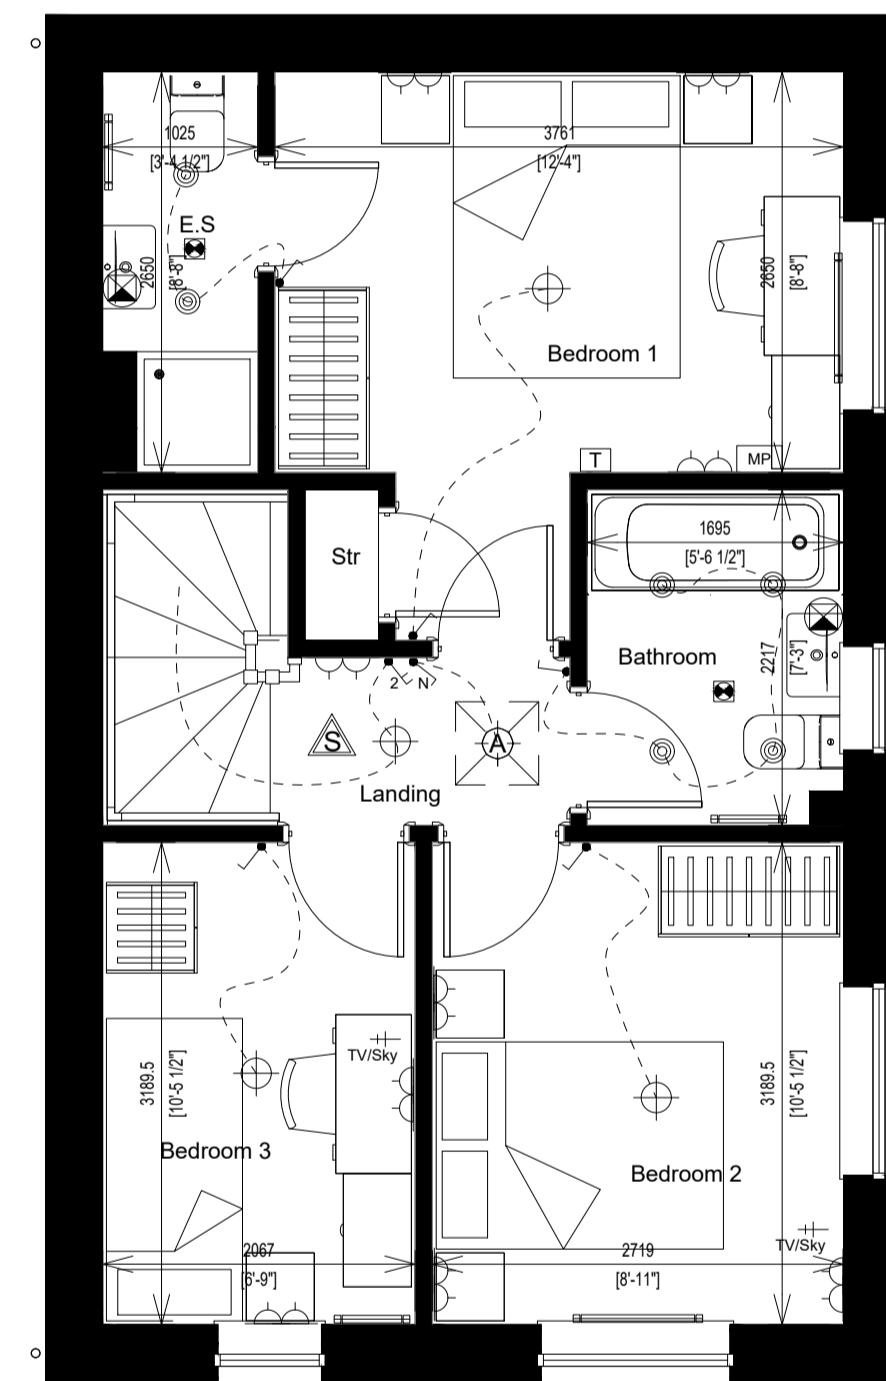 1025
[3'-4 1/2"]
3761
[12'-4"]
E.S
2650
[8'-8"]
2650
[8'-8"]
Bedroom 1
T
MP
1695
[5'-6 1/2"]
Str
Bathroom
2217
[7'-3"]
2
N
S
A
Landing
TV/Sky
3189.5
[10'-5 1/2"]
3189.5
[10'-5 1/2"]
Bedroom 3
Bedroom 2
TV/Sky
2067
[6'-9"]
2719
[8'-11"]